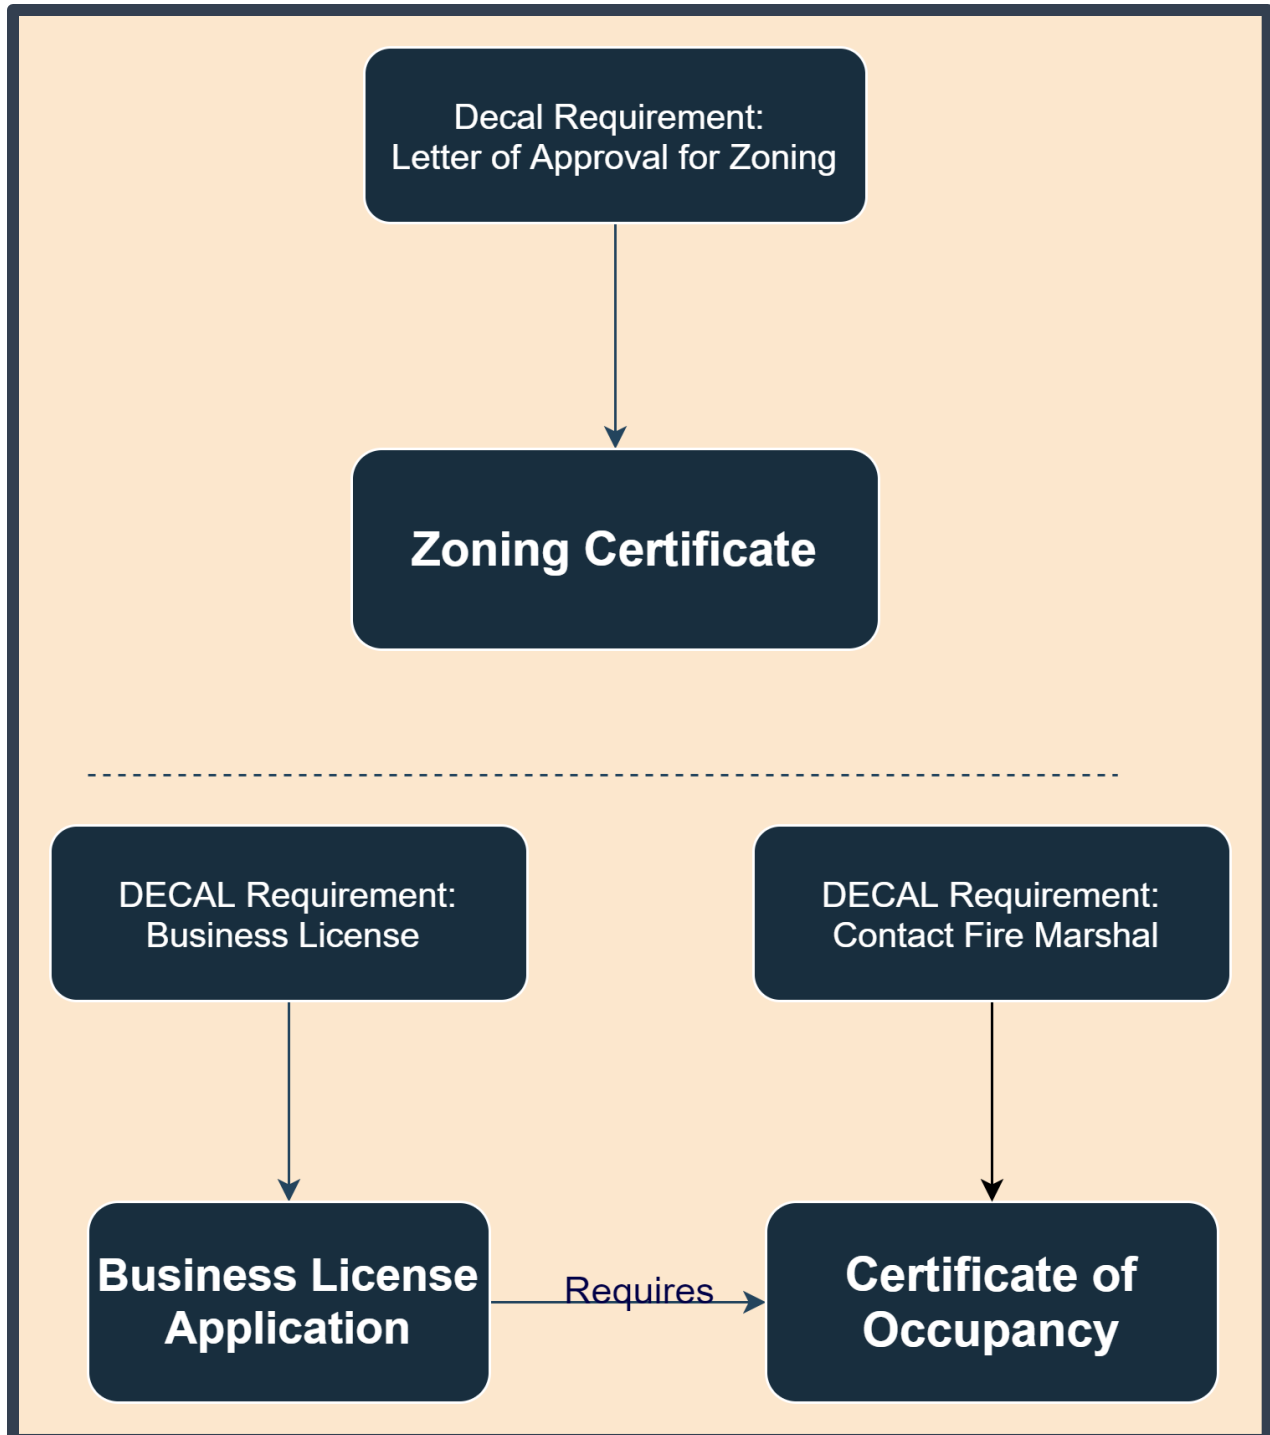 Decal Requirement:
Letter of Approval for Zoning
Zoning Certificate
DECAL Requirement:
Business License
DECAL Requirement:
Contact Fire Marshal
Business License
Application
Requires
Certificate of
Occupancy